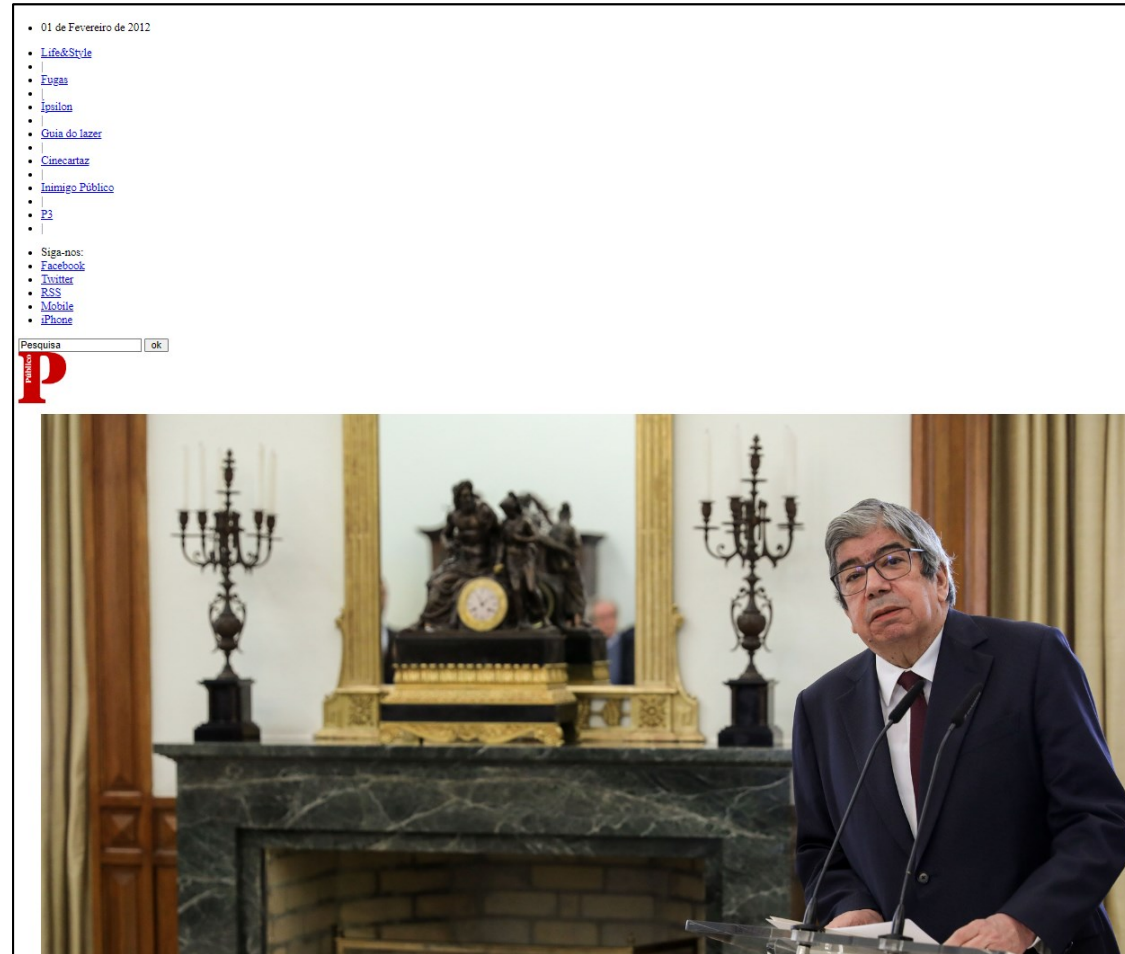 01 de Fevereiro de 2012
Life&Style
|
Fugas
|
Ípsilon
|
Guia do lazer
|
Cinecartaz
|
Inimigo Público
|
P3
|
Siga-nos:
Facebook
Twitter
RSS
Mobile
iPhone
Pesquisa ok
Público
P